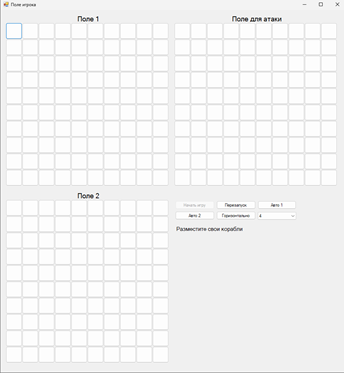 Поле игрока
Поле 1
Поле для атаки
Поле 2
Начать игру
Перезапуск
Авто 1
Авто 2
Горизонтально
4
Разместите свои корабли